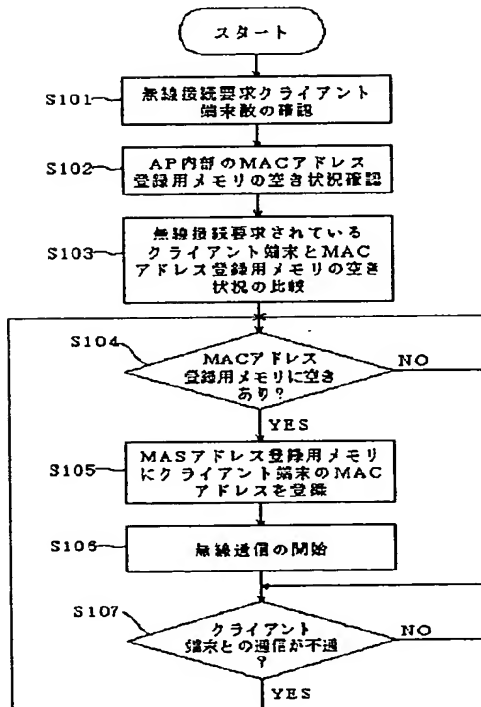 スタート
S101
無線接続要求クライアント
端末数の確認
S102
AP内部のMACアドレス
登録用メモリの空き状況確認
S103
無線接続要求されている
クライアント端末とMAC
アドレス登録用メモリの空き
状況の比較
S104
MACアドレス
登録用メモリに空き
あり?
NO
YES
S105
MASアドレス登録用メモリ
にクライアント端末のMAC
アドレスを登録
S106
無線通信の開始
S107
クライアント
端末との通信が不通
?
NO
YES